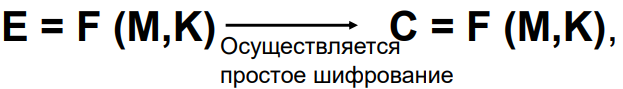 E = F (M,K) ⟶ C = F (M,K),
Осуществляется
простое шифрование